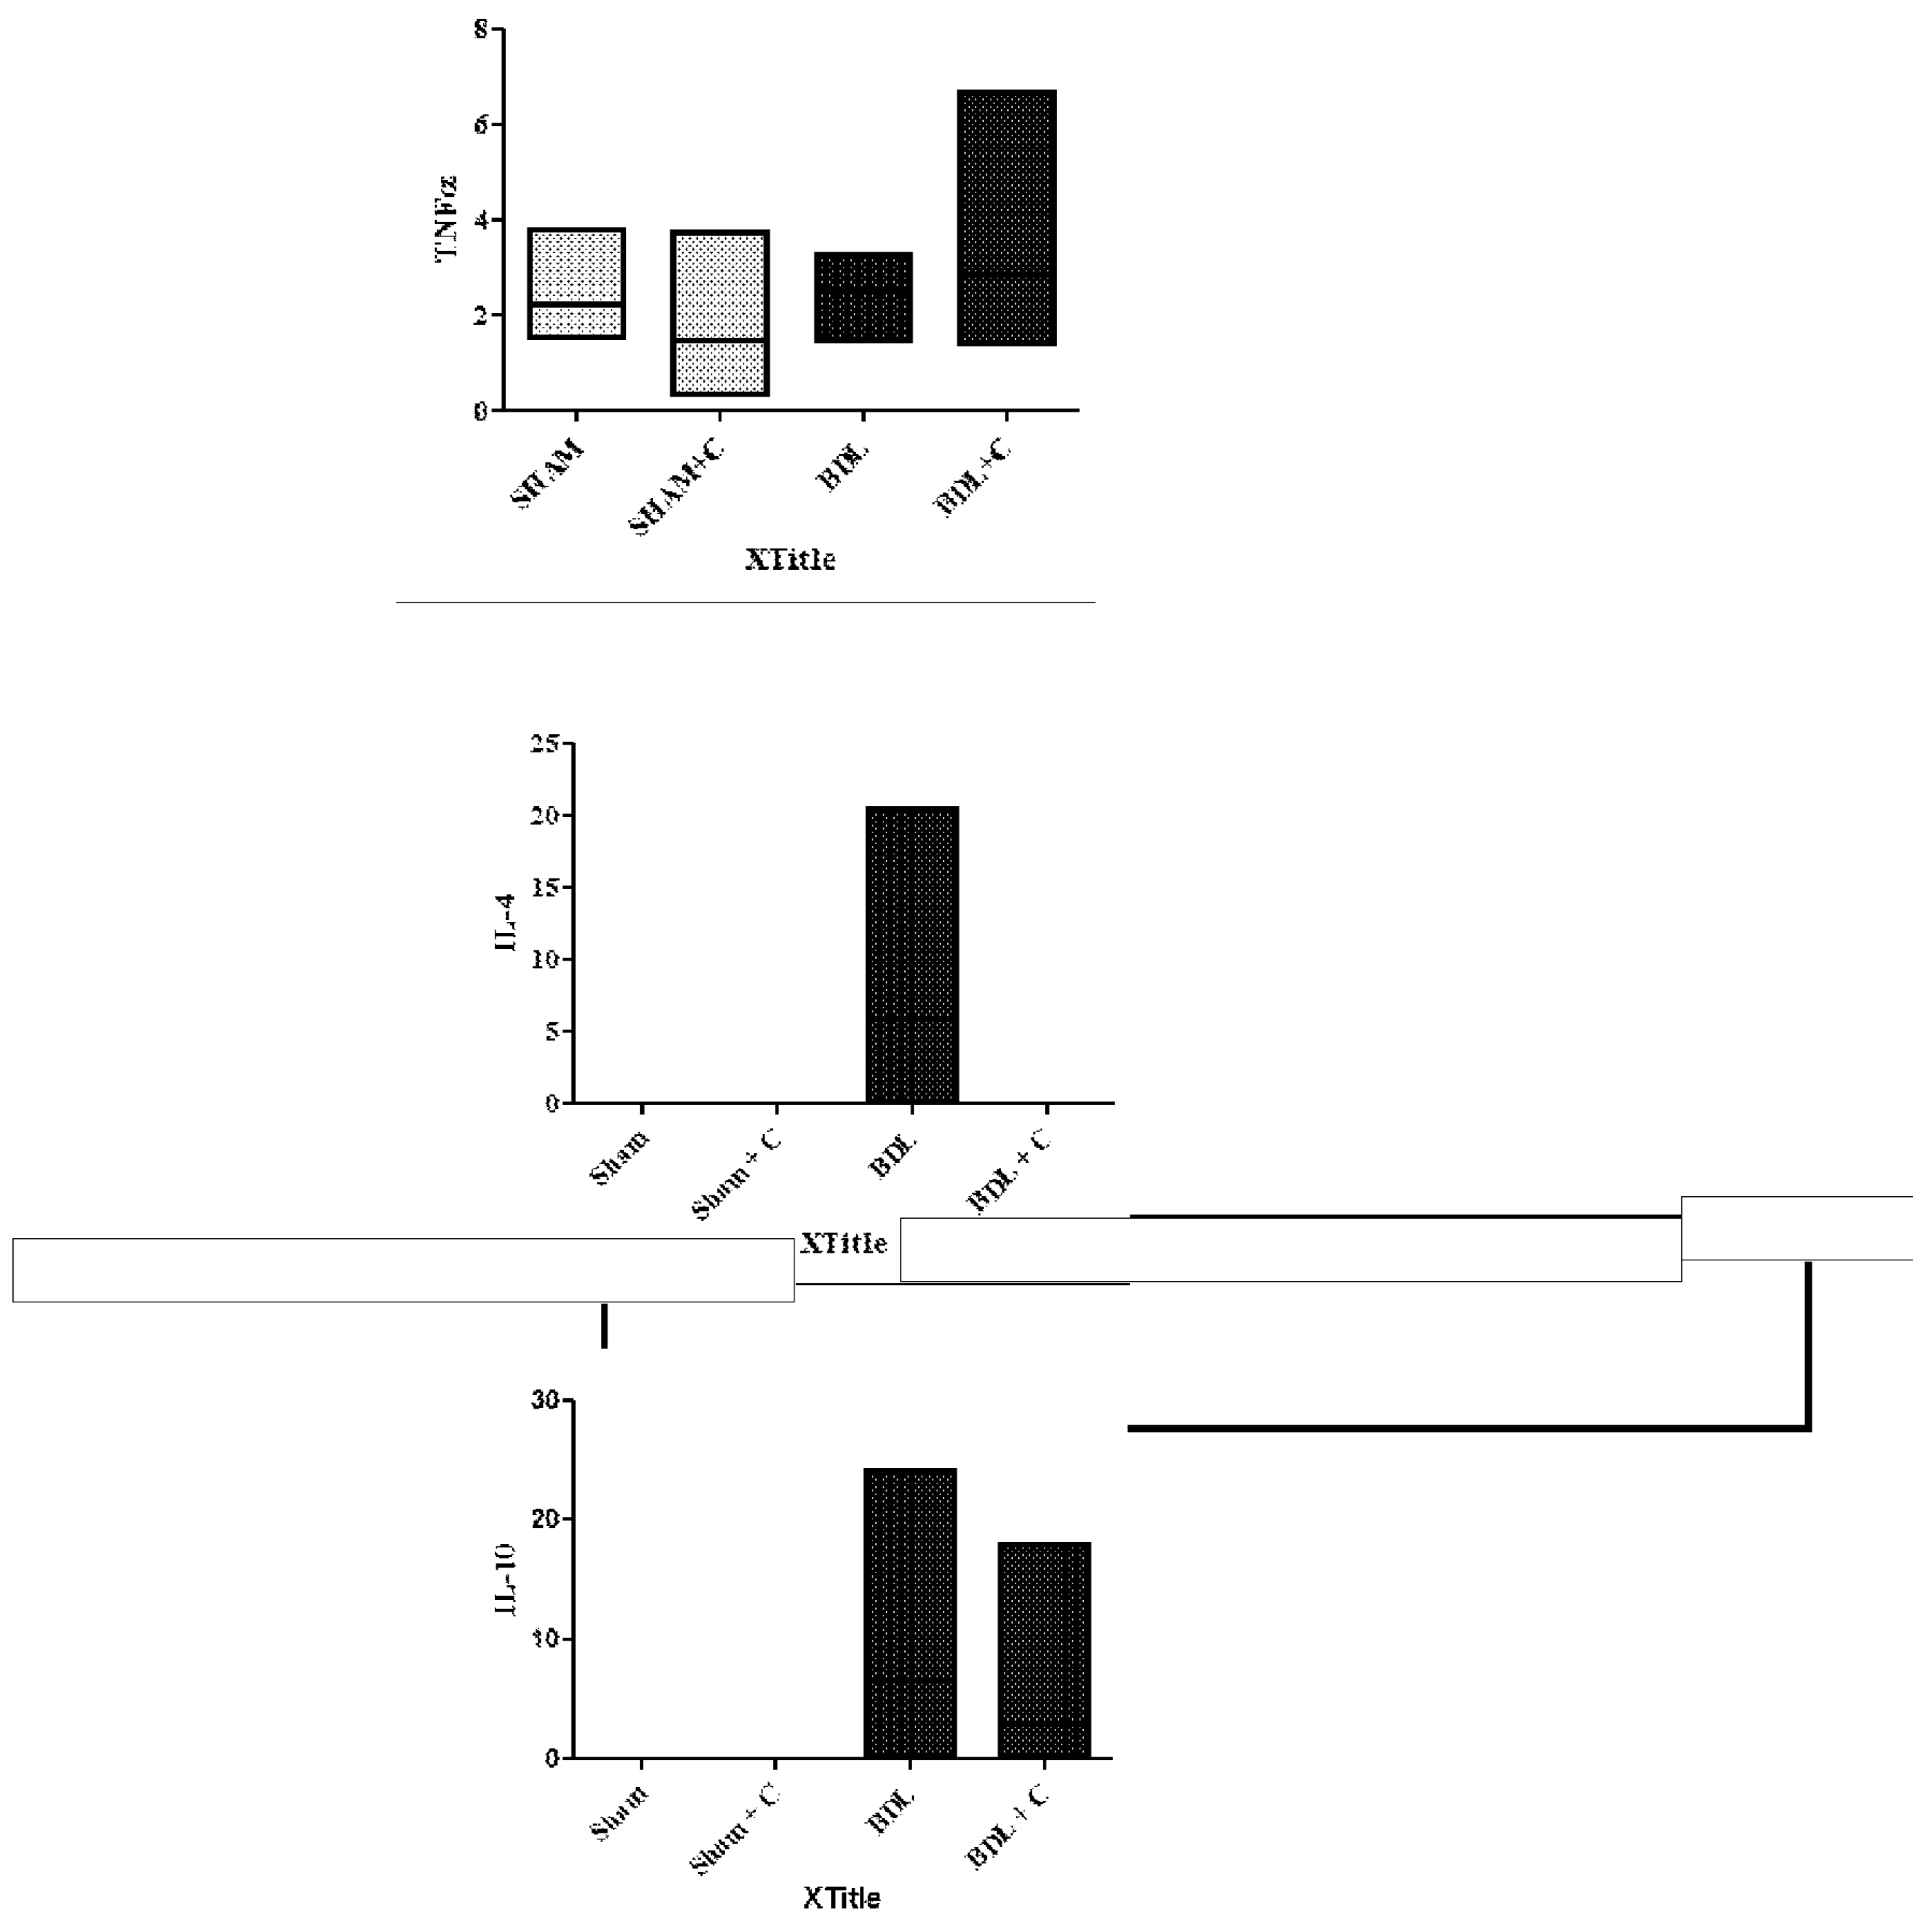 8
6
4
2
0
TNFα
SHAM
SHAM+C
BDL
BDL+C
XTitle
25
20
15
10
5
0
IL-4
Sham
Sham + C
BDL
BDL + C
XTitle
30
20
10
0
IL-10
Sham
Sham + C
BDL
BDL + C
XTitle